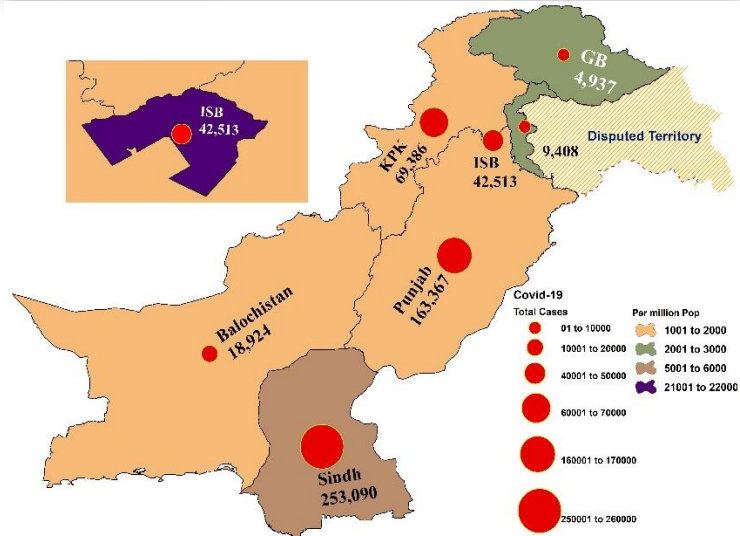 ISB
42,513
GB
4,937
Disputed Territory
9,408
KPK
69,386
ISB
42,513
Punjab
163,367
Balochistan
18,924
Sindh
253,090
Covid-19
Total Cases
01 to 10000
10001 to 20000
40001 to 50000
60001 to 70000
160001 to 170000
250001 to 260000
Per million Pop
1001 to 2000
2001 to 3000
5001 to 6000
21001 to 22000